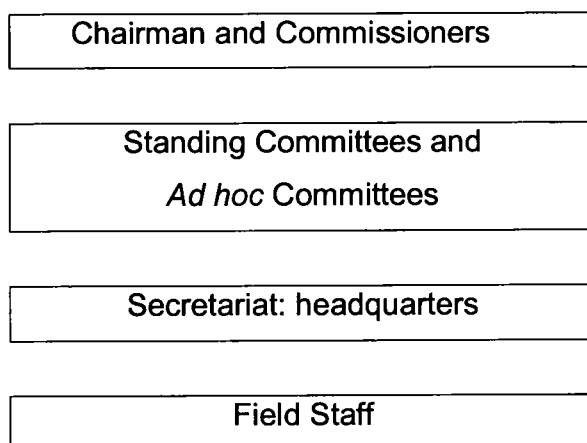 Chairman and Commissioners
Standing Committees and
Ad hoc Committees
Secretariat: headquarters
Field Staff